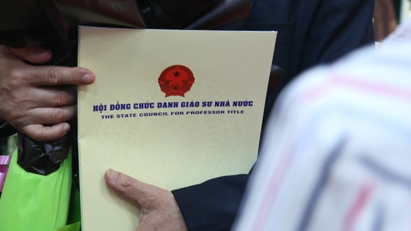 HỘI ĐỒNG CHỨC DANH GIÁO SƯ NHÀ NƯỚC
THE STATE COUNCIL FOR PROFESSOR TITLE